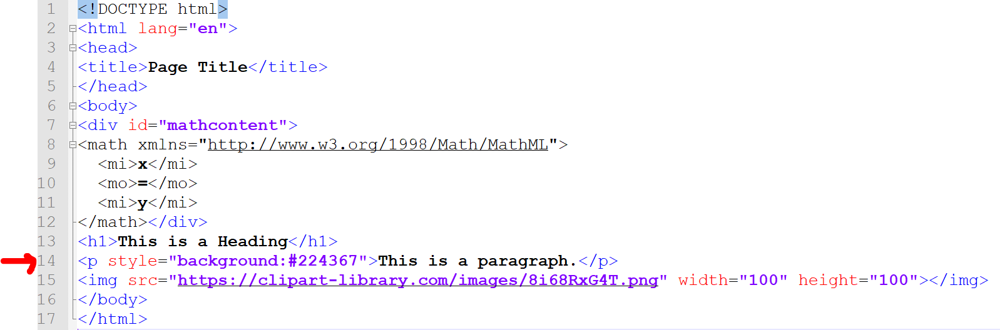 1 <!DOCTYPE html>
2 <html lang="en">
3 <head>
4 <title>Page Title</title>
5 </head>
6 <body>
7 <div id="mathcontent">
8 <math xmlns="http://www.w3.org/1998/Math/MathML">
9   <mi>x</mi>
10   <mo>=</mo>
11   <mi>y</mi>
12 </math></div>
13 <h1>This is a Heading</h1>
14 <p style="background:#224367">This is a paragraph.</p>
15 <img src="https://clipart-library.com/images/8i68RxG4T.png" width="100" height="100"></img>
16 </body>
17 </html>